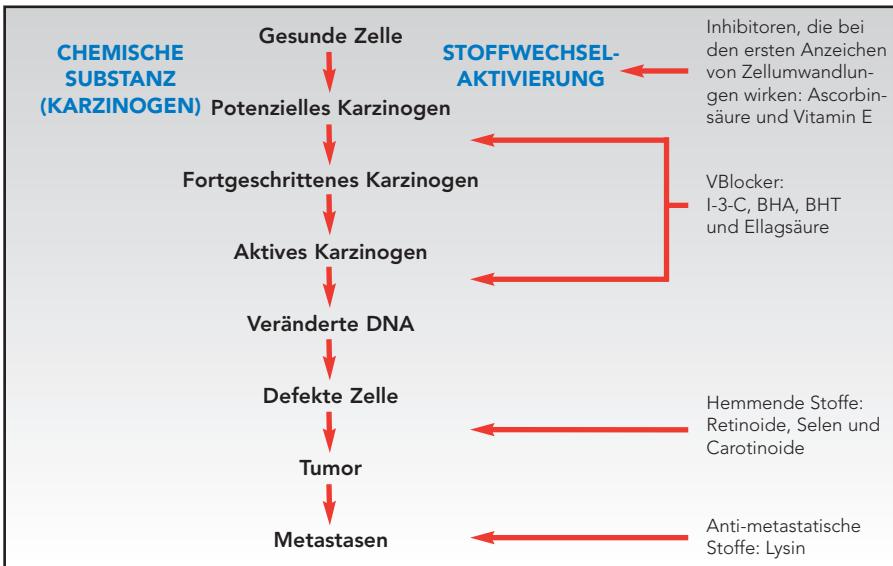 CHEMISCHE
SUBSTANZ
(KARZINOGEN)
Gesunde Zelle
Potenzielles Karzinogen
Fortgeschrittenes Karzinogen
Aktives Karzinogen
Veränderte DNA
Defekte Zelle
Tumor
Metastasen
STOFFWECHSEL-
AKTIVIERUNG
Inhibitoren, die bei
den ersten Anzeichen
von Zellumwandlun-
gen wirken: Ascorbin-
säure und Vitamin E
VBlocker:
I-3-C, BHA, BHT
und Ellagsäure
Hemmende Stoffe:
Retinoide, Selen und
Carotinoide
Anti-metastatische
Stoffe: Lysin